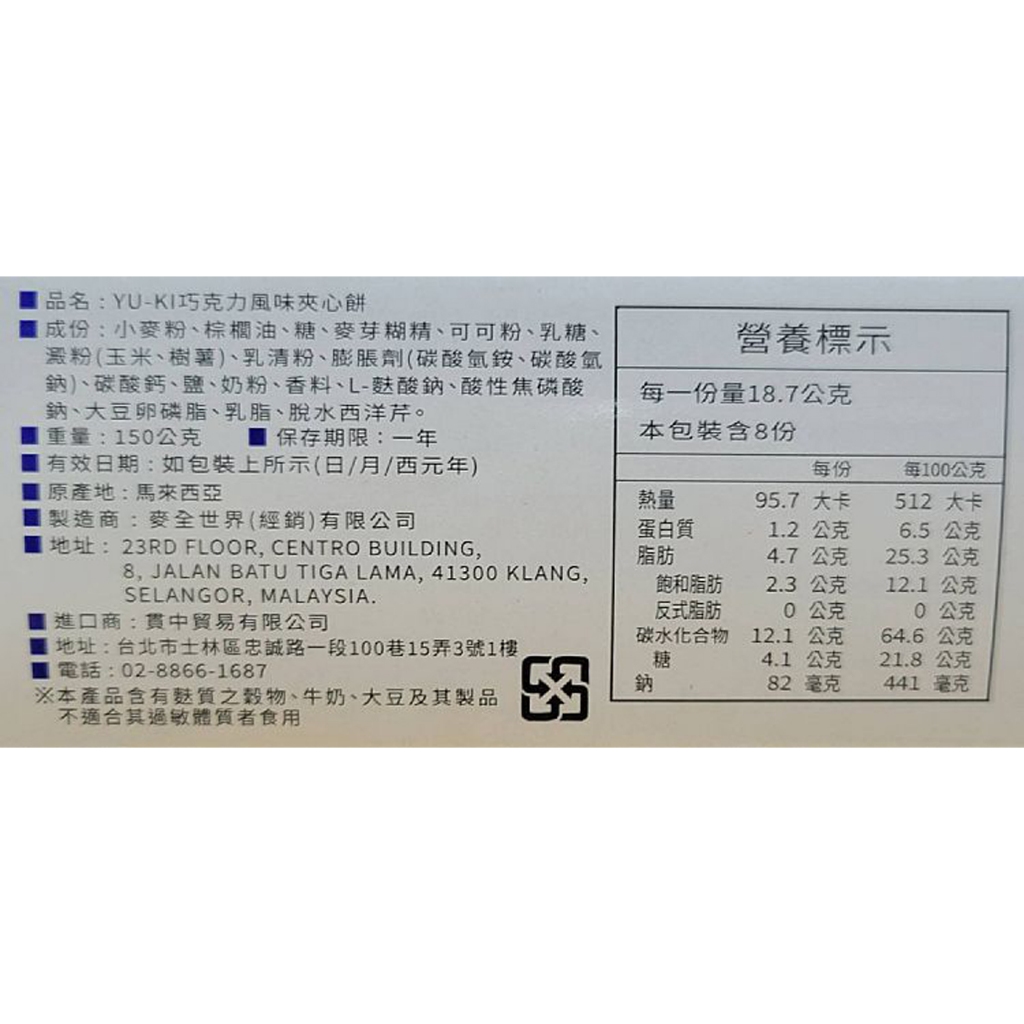 品名：YU-KI巧克力風味夾心餅
成份：小麥粉、棕櫚油、糖、麥芽糊精、可可粉、乳糖、
澱粉(玉米、樹薯)、乳清粉、膨脹劑(碳酸氫銨、碳酸氫
鈉)、碳酸鈣、鹽、奶粉、香料、L-麩酸鈉、酸性焦磷酸
鈉、大豆卵磷脂、乳脂、脫水西洋芹。
重量：150公克 保存期限：一年
有效日期：如包裝上所示(日/月/西元年)
原產地：馬來西亞
製造商：麥全世界(經銷)有限公司
地址：23RD FLOOR, CENTRO BUILDING,
8, JALAN BATU TIGA LAMA, 41300 KLANG,
SELANGOR, MALAYSIA.
進口商：貫中貿易有限公司
地址：台北市士林區忠誠路一段100巷15弄3號1樓
電話：02-8866-1687
※本產品含有麩質之穀物、牛奶、大豆及其製品
不適合其過敏體質者食用
營養標示
每一份量18.7公克
本包裝含8份
每份 每100公克
熱量 95.7 大卡 512 大卡
蛋白質 1.2 公克 6.5 公克
脂肪 4.7 公克 25.3 公克
飽和脂肪 2.3 公克 12.1 公克
反式脂肪 0 公克 0 公克
碳水化合物 12.1 公克 64.6 公克
糖 4.1 公克 21.8 公克
鈉 82 毫克 441 毫克